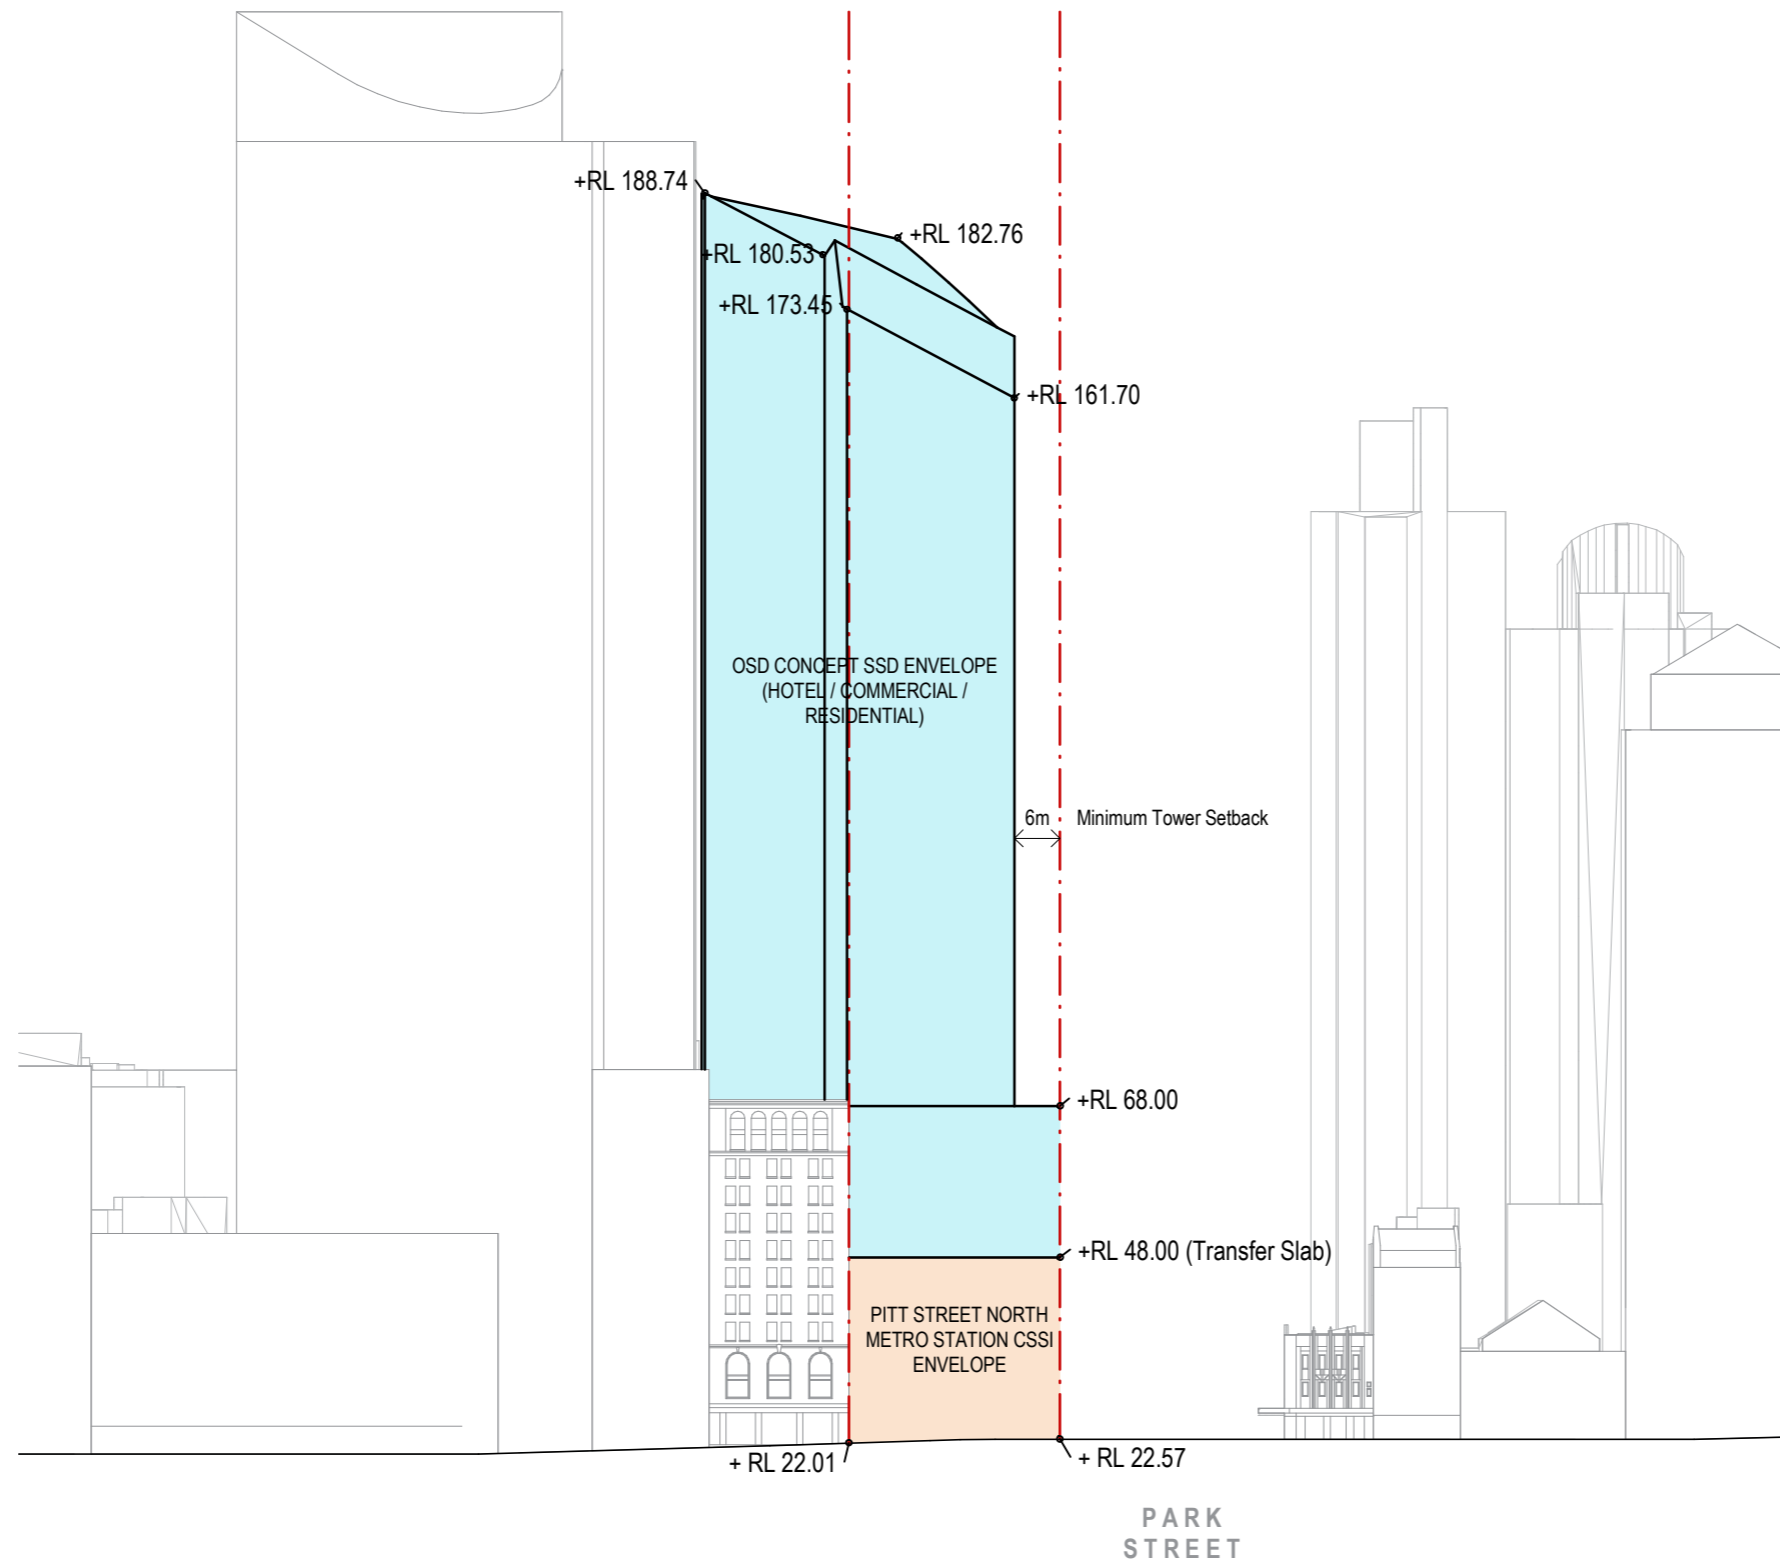 +RL 188.74
+RL 182.76
+RL 180.53
+RL 173.45
+RL 161.70
OSD CONCEPT SSD ENVELOPE
(HOTEL / COMMERCIAL /
RESIDENTIAL)
6m
Minimum Tower Setback
+RL 68.00
+RL 48.00 (Transfer Slab)
PITT STREET NORTH
METRO STATION CSSI
ENVELOPE
+ RL 22.01
+ RL 22.57
PARK
STREET